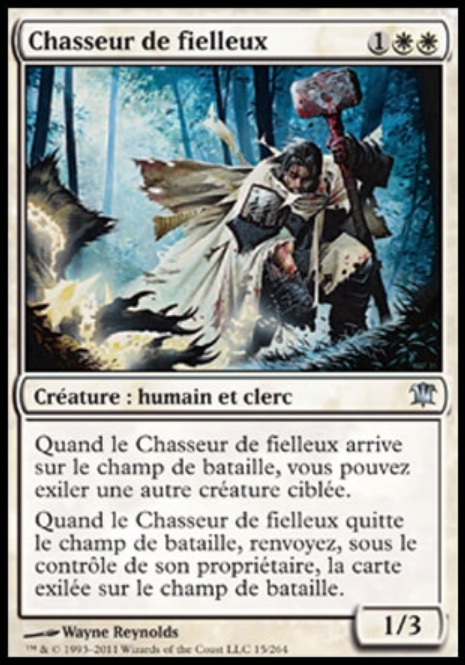 Chasseur de fielleux 1
Créature : humain et clerc
Quand le Chasseur de fielleux arrive
sur le champ de bataille, vous pouvez
exiler une autre créature ciblée.
Quand le Chasseur de fielleux quitte
le champ de bataille, renvoyez, sous le
contrôle de son propriétaire, la carte
exilée sur le champ de bataille.
1/3
Wayne Reynolds
™ & © 1993–2011 Wizards of the Coast LLC 15/264